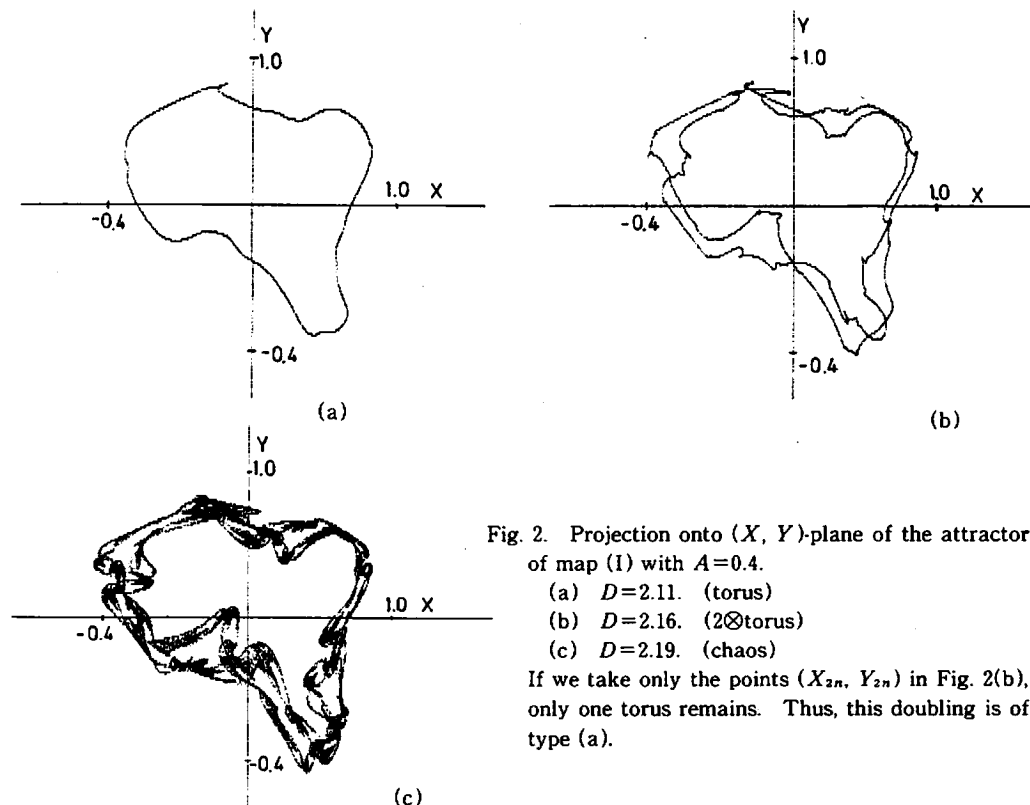 Y
1.0
1.0 X
-0.4
-0.4
(a)
Y
1.0
1.0 X
-0.4
-0.4
(b)
Y
1.0
1.0 X
-0.4
-0.4
(c)
Fig. 2. Projection onto (X, Y)-plane of the attractor
of map (I) with A=0.4.
(a) D=2.11. (torus)
(b) D=2.16. (2⊗torus)
(c) D=2.19. (chaos)
If we take only the points (X₂ₙ, Y₂ₙ) in Fig. 2(b),
only one torus remains. Thus, this doubling is of
type (a).